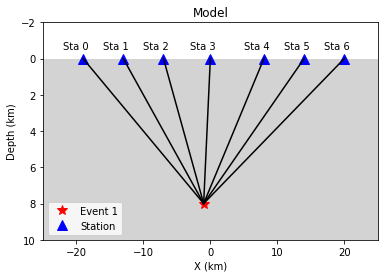 Model
−2
Sta 0 Sta 1 Sta 2 Sta 3 Sta 4 Sta 5 Sta 6
0
2
4
6
8
10
Depth (km)
Event 1
Station
−20 −10 0 10 20
X (km)